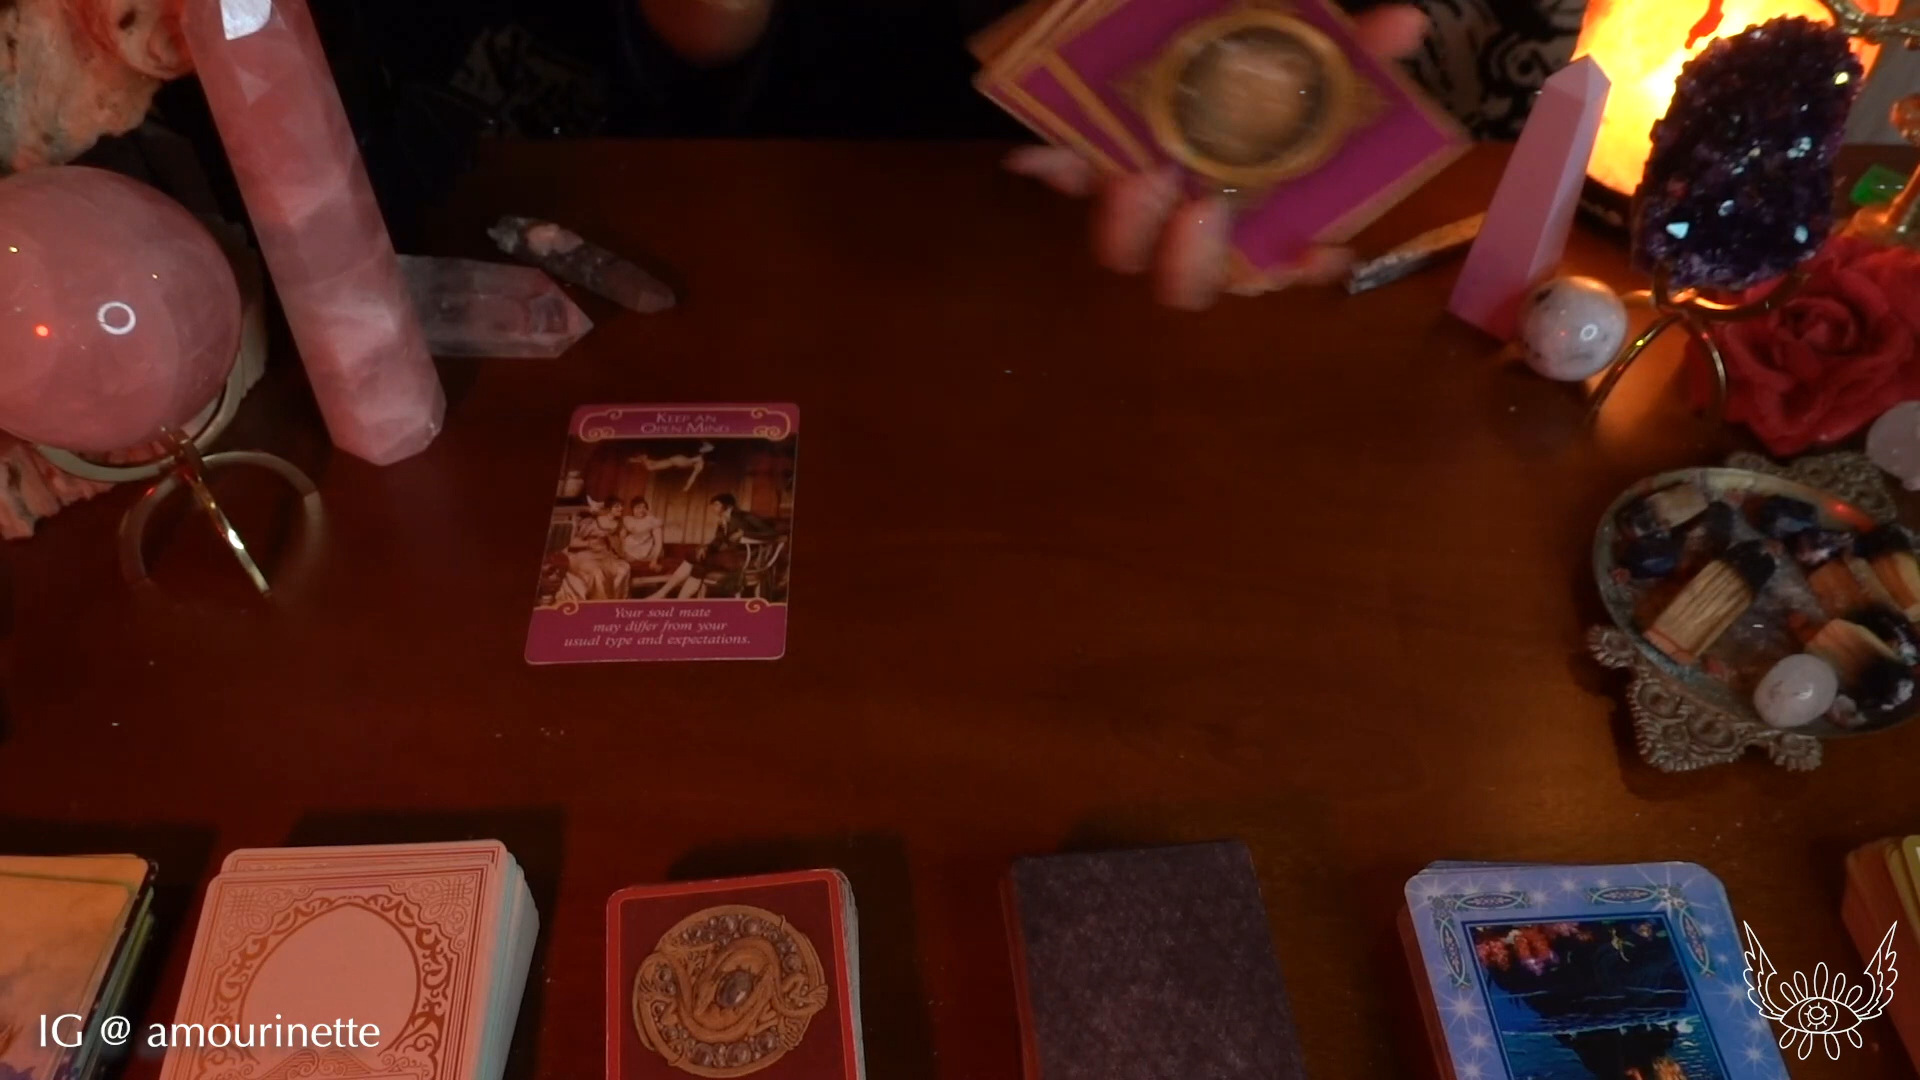 KEEP AN
OPEN MIND
Your soul mate
may differ from your
usual type and expectations.
IG @ amourinette